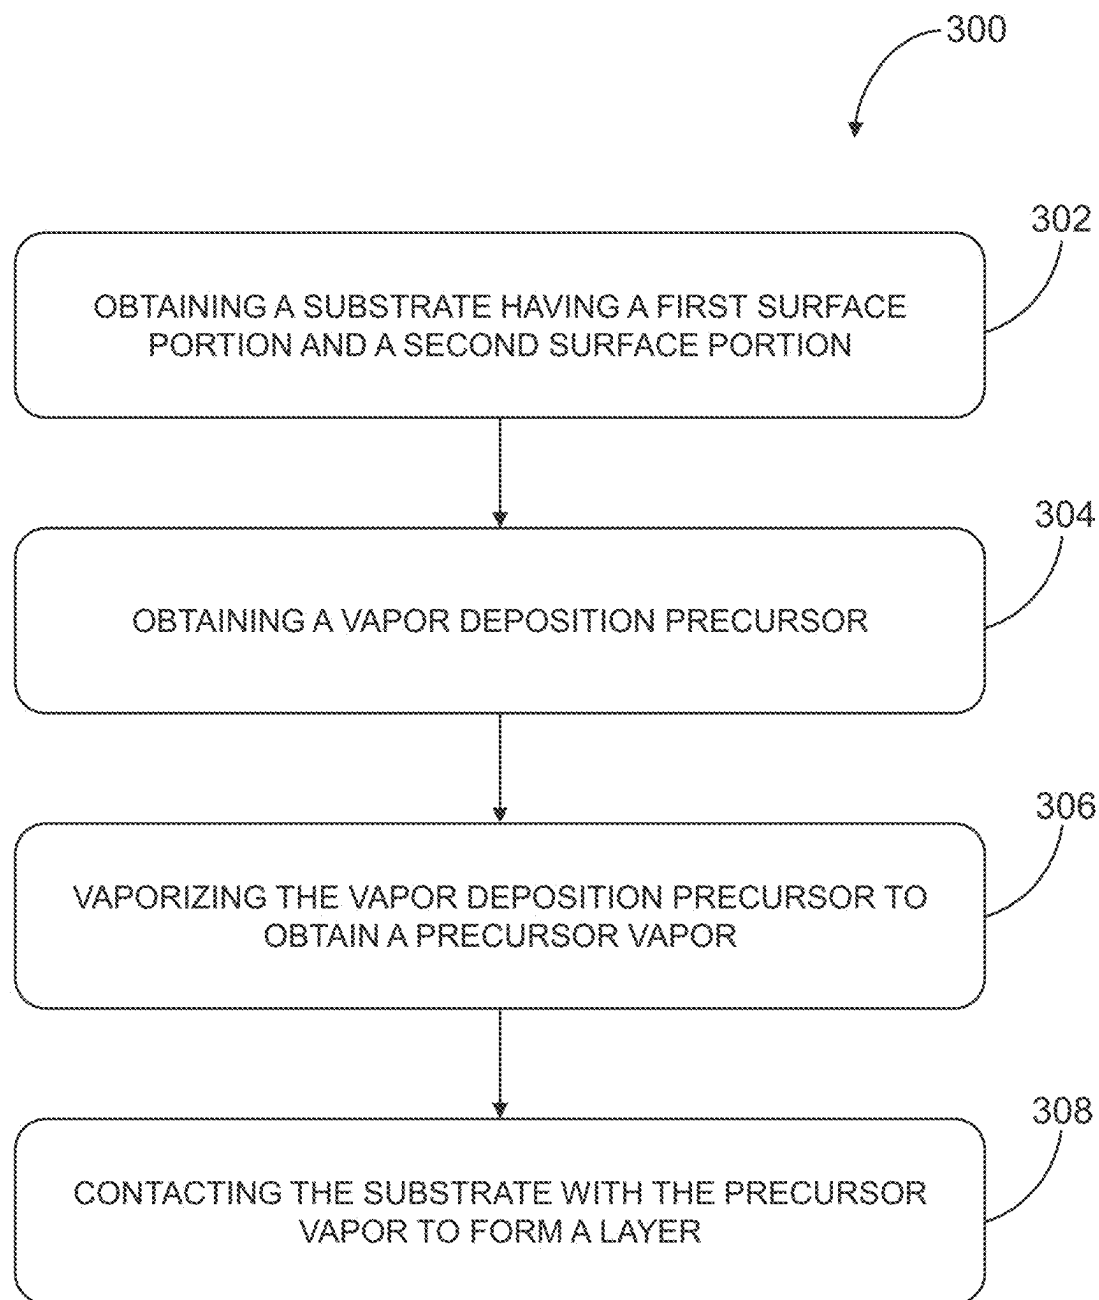 300
302
OBTAINING A SUBSTRATE HAVING A FIRST SURFACE
PORTION AND A SECOND SURFACE PORTION
304
OBTAINING A VAPOR DEPOSITION PRECURSOR
306
VAPORIZING THE VAPOR DEPOSITION PRECURSOR TO
OBTAIN A PRECURSOR VAPOR
308
CONTACTING THE SUBSTRATE WITH THE PRECURSOR
VAPOR TO FORM A LAYER